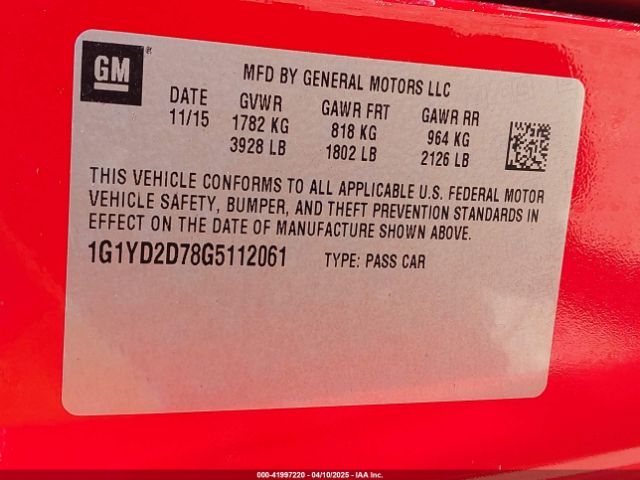 GM
MFD BY GENERAL MOTORS LLC
DATE GVWR GAWR FRT GAWR RR
11/15 1782 KG 818 KG 964 KG
3928 LB 1802 LB 2126 LB
THIS VEHICLE CONFORMS TO ALL APPLICABLE U.S. FEDERAL MOTOR
VEHICLE SAFETY, BUMPER, AND THEFT PREVENTION STANDARDS IN
EFFECT ON THE DATE OF MANUFACTURE SHOWN ABOVE.
1G1YD2D78G5112061 TYPE: PASS CAR
000-41997220 - 04/10/2025 - IAA Inc.